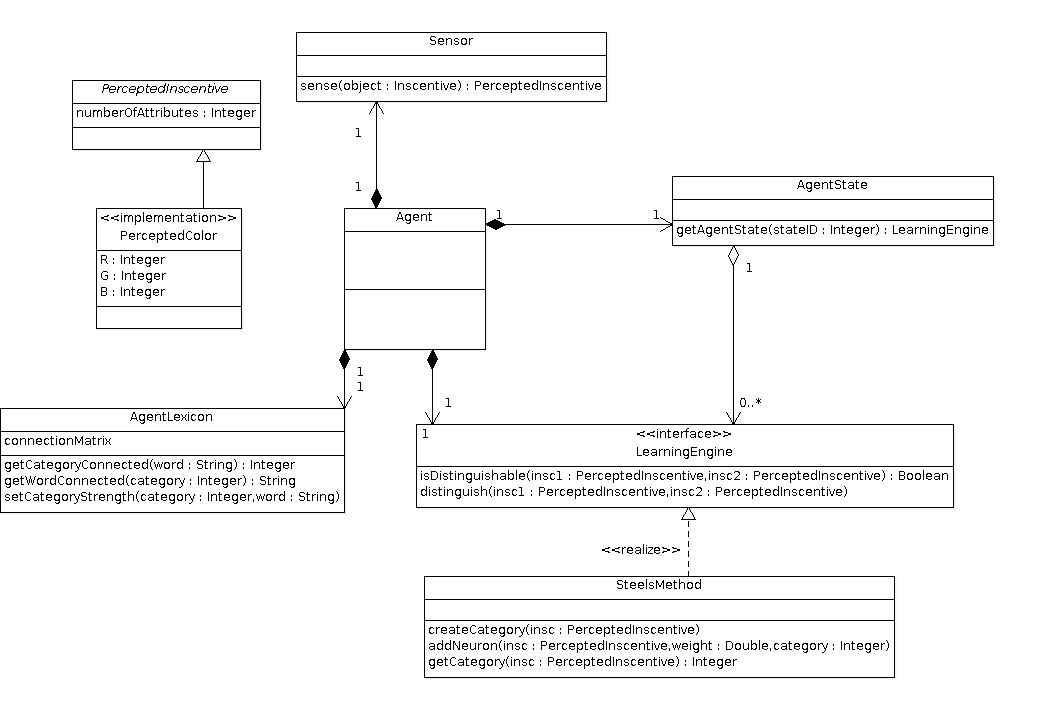 Sensor
sense(object : Inscentive) : PerceptedInscentive
PerceptedInscentive
numberOfAttributes : Integer
1
1
<<implementation>>
PerceptedColor
R : Integer
G : Integer
B : Integer
Agent
1
1
AgentState
getAgentState(stateID : Integer) : LearningEngine
1
0..*
1
1
1
1
AgentLexicon
connectionMatrix
getCategoryConnected(word : String) : Integer
getWordConnected(category : Integer) : String
setCategoryStrength(category : Integer,word : String)
<<interface>>
LearningEngine
isDistinguishable(insc1 : PerceptedInscentive,insc2 : PerceptedInscentive) : Boolean
distinguish(insc1 : PerceptedInscentive,insc2 : PerceptedInscentive)
<<realize>>
SteelsMethod
createCategory(insc : PerceptedInscentive)
addNeuron(insc : PerceptedInscentive,weight : Double,category : Integer)
getCategory(insc : PerceptedInscentive) : Integer